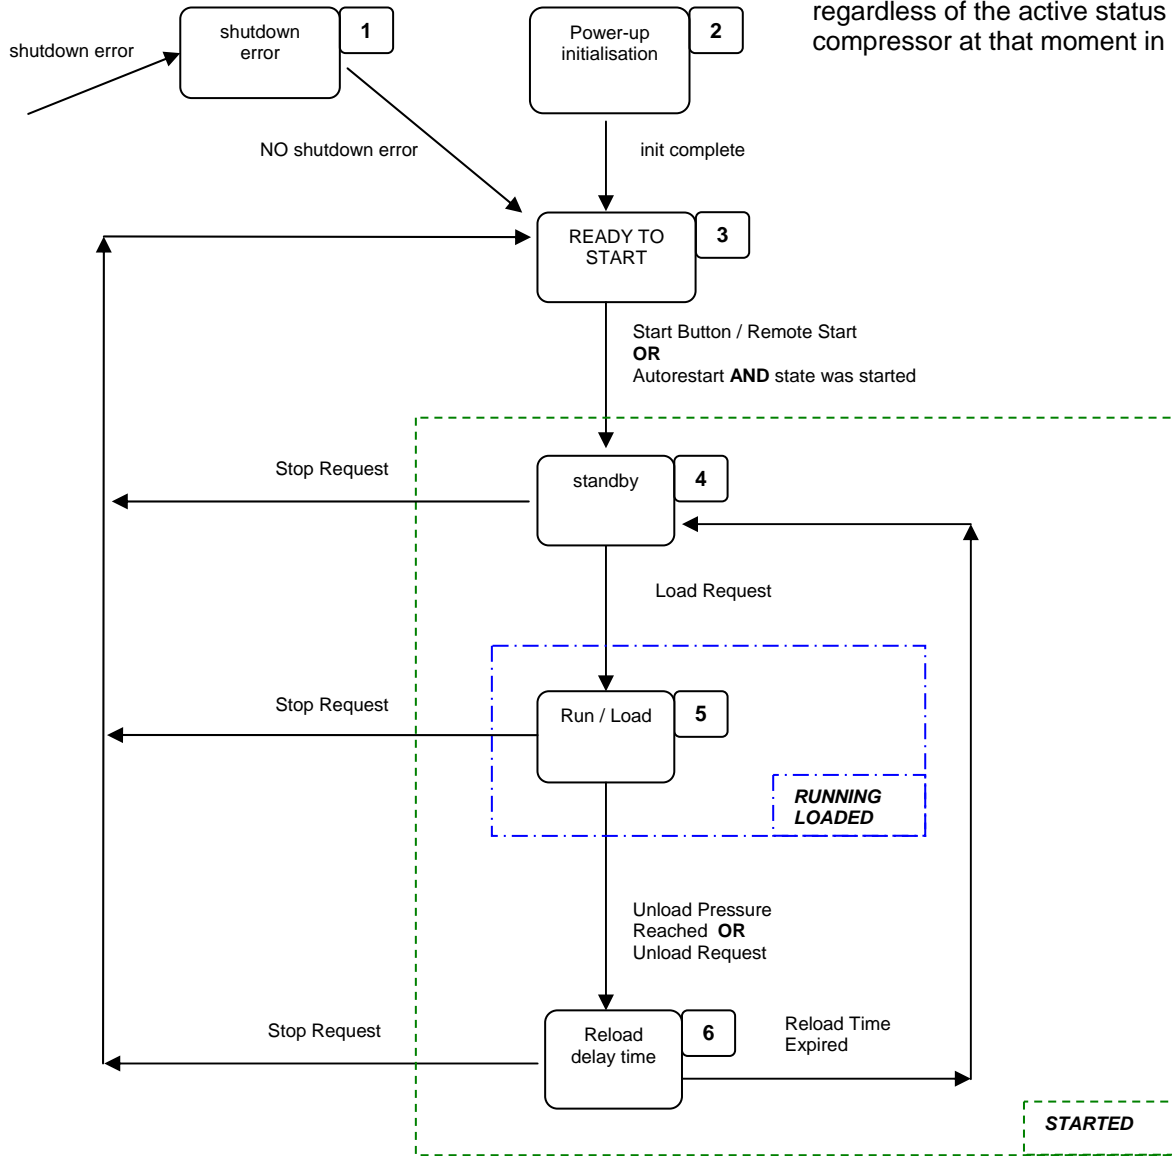 regardless of the active status
compressor at that moment in
shutdown error
shutdown
error
1
Power-up
initialisation
2
NO shutdown error
init complete
READY TO
START
3
Start Button / Remote Start
OR
Autorestart AND state was started
Stop Request
standby
4
Load Request
Stop Request
Run / Load
5
RUNNING
LOADED
Unload Pressure
Reached OR
Unload Request
Stop Request
Reload
delay time
6
Reload Time
Expired
STARTED